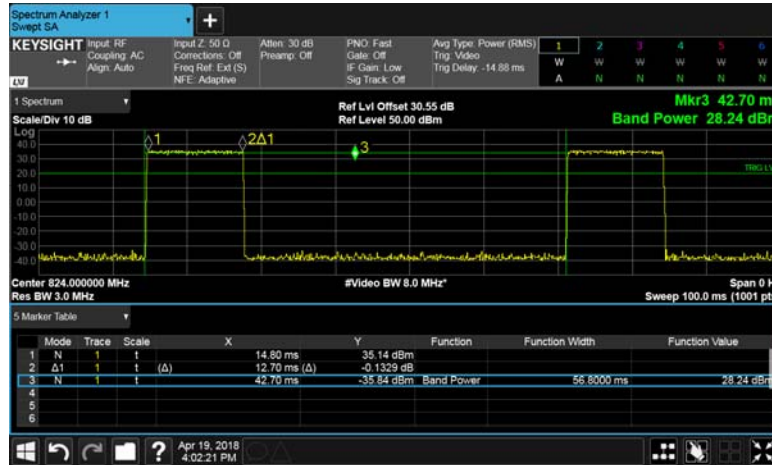 Spectrum Analyzer 1
Swept SA
+
KEYSIGHT Input: RF Input Z: 50 Ω Atten: 30 dB PNO: Fast Avg Type: Power (RMS) 1 2 3 4 5 6
Coupling: AC Corrections: Off Preamp: Off Gate: Off Trig: Video W W W W W W
Align: Auto Freq Ref: Ext (S) IF Gain: Low Trig Delay: -14.88 ms
LXI NFE: Adaptive Sig Track: Off A N N N N N
1 Spectrum Ref Lvl Offset 30.55 dB Mkr3 42.70 m
Scale/Div 10 dB Ref Level 50.00 dBm Band Power 28.24 dBm
Log
40.0 1 2Δ1 3
30.0
20.0 TRIG LV
10.0
0.00
-10.0
-20.0
-30.0
-40.0
Center 824.000000 MHz #Video BW 8.0 MHz* Span 0 H
Res BW 3.0 MHz Sweep 100.0 ms (1001 pts
5 Marker Table
Mode Trace Scale X Y Function Function Width Function Value
1 N 1 t 14.80 ms 35.14 dBm
2 Δ1 1 t (Δ) 12.70 ms (Δ) -0.1329 dB
3 N 1 t 42.70 ms -35.84 dBm Band Power 56.8000 ms 28.24 dBm
4
5
6
? Apr 19, 2018
4:02:21 PM